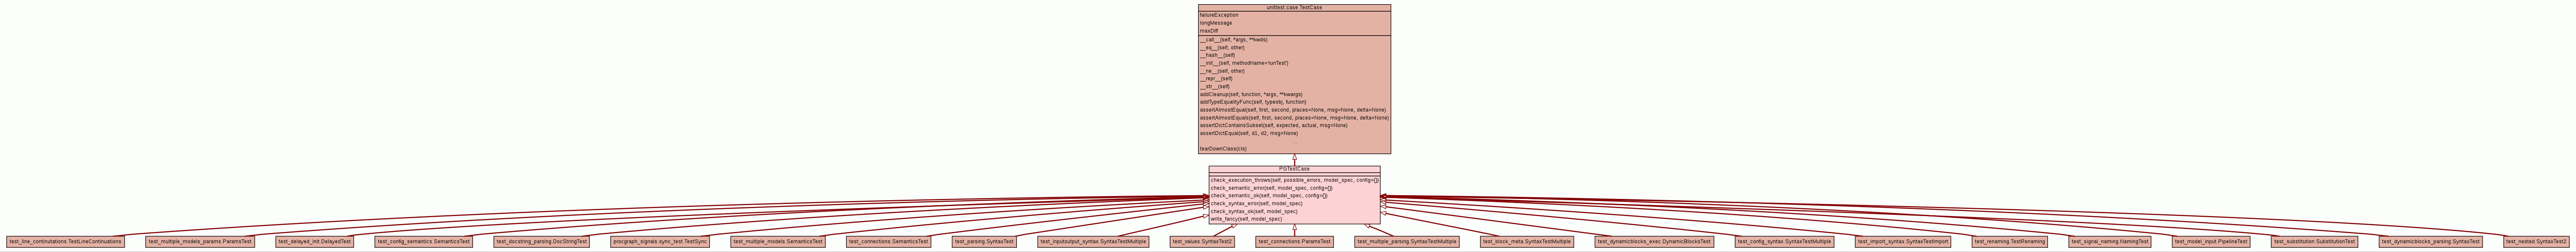 unittest.case.TestCase
failureException
longMessage
maxDiff
__call__(self, *args, **kwds)
__eq__(self, other)
__hash__(self)
__init__(self, methodName='runTest')
__ne__(self, other)
__repr__(self)
__str__(self)
addCleanup(self, function, *args, **kwargs)
addTypeEqualityFunc(self, typeobj, function)
assertAlmostEqual(self, first, second, places=None, msg=None, delta=None)
assertAlmostEquals(self, first, second, places=None, msg=None, delta=None)
assertDictContainsSubset(self, expected, actual, msg=None)
assertDictEqual(self, d1, d2, msg=None)
...
tearDownClass(cls)
PGTestCase
check_execution_throws(self, possible_errors, model_spec, config={})
check_semantic_error(self, model_spec, config={})
check_semantic_ok(self, model_spec, config={})
check_syntax_error(self, model_spec)
check_syntax_ok(self, model_spec)
write_fancy(self, model_spec)
test_line_continutations.TestLineContinuations
test_multiple_models_params.ParamsTest
test_delayed_init.DelayedTest
test_config_semantics.SemanticsTest
test_docstring_parsing.DocStringTest
procgraph_signals.sync_test.TestSync
test_multiple_models.SemanticsTest
test_connections.SemanticsTest
test_parsing.SyntaxTest
test_inputoutput_syntax.SyntaxTestMultiple
test_values.SyntaxTest2
test_connections.ParamsTest
test_multiple_parsing.SyntaxTestMultiple
test_block_meta.SyntaxTestMultiple
test_dynamicblocks_exec.DynamicBlocksTest
test_config_syntax.SyntaxTestMultiple
test_import_syntax.SyntaxTestImport
test_renaming.TestRenaming
test_signal_naming.NamingTest
test_model_input.PipelineTest
test_substitution.SubstitutionTest
test_dynamicblocks_parsing.SyntaxTest
test_nested.SyntaxTest2